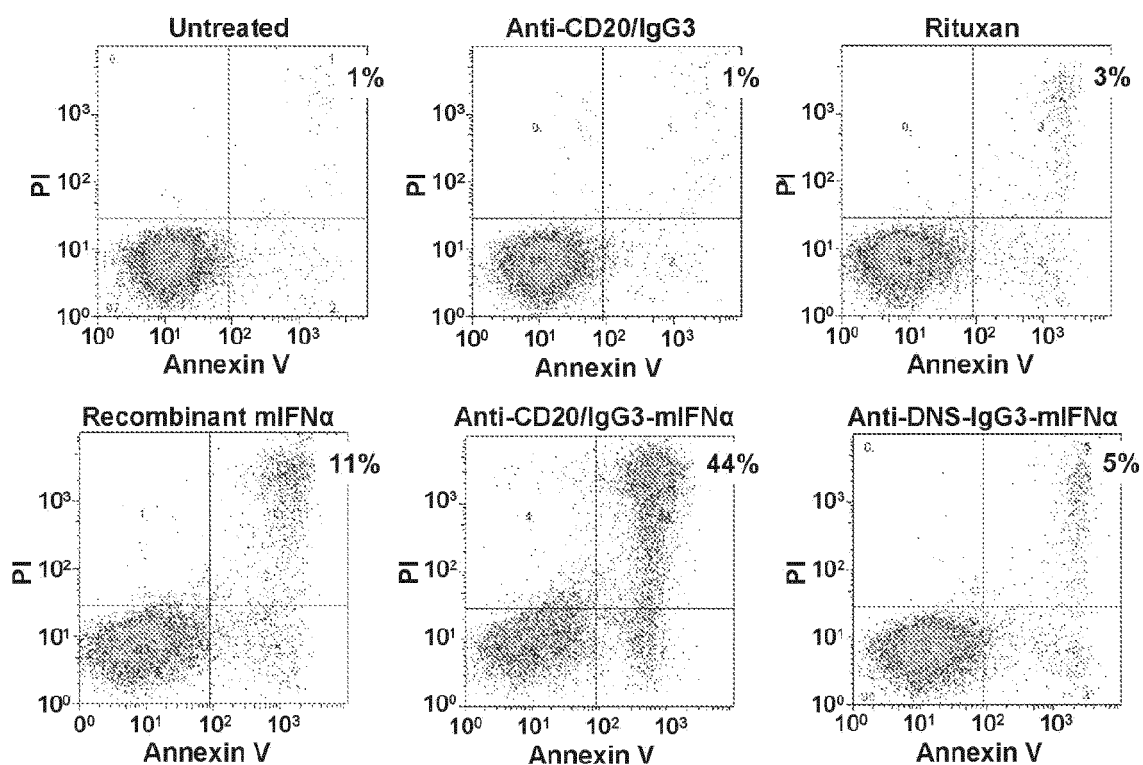 Untreated
1%
PI
10³
10²
10¹
10⁰
10⁰ 10¹ 10² 10³
Annexin V
Anti-CD20/IgG3
1%
PI
10³
10²
10¹
10⁰
10⁰ 10¹ 10² 10³
Annexin V
Rituxan
3%
PI
10³
10²
10¹
10⁰
10⁰ 10¹ 10² 10³
Annexin V
Recombinant mIFNα
11%
PI
10³
10²
10¹
10⁰
0⁰ 10¹ 10² 10³
Annexin V
Anti-CD20/IgG3-mIFNα
44%
PI
10³
10²
10¹
10⁰
10⁰ 10¹ 10² 10³
Annexin V
Anti-DNS-IgG3-mIFNα
5%
PI
10³
10²
10¹
10⁰
10⁰ 10¹ 10² 10³
Annexin V